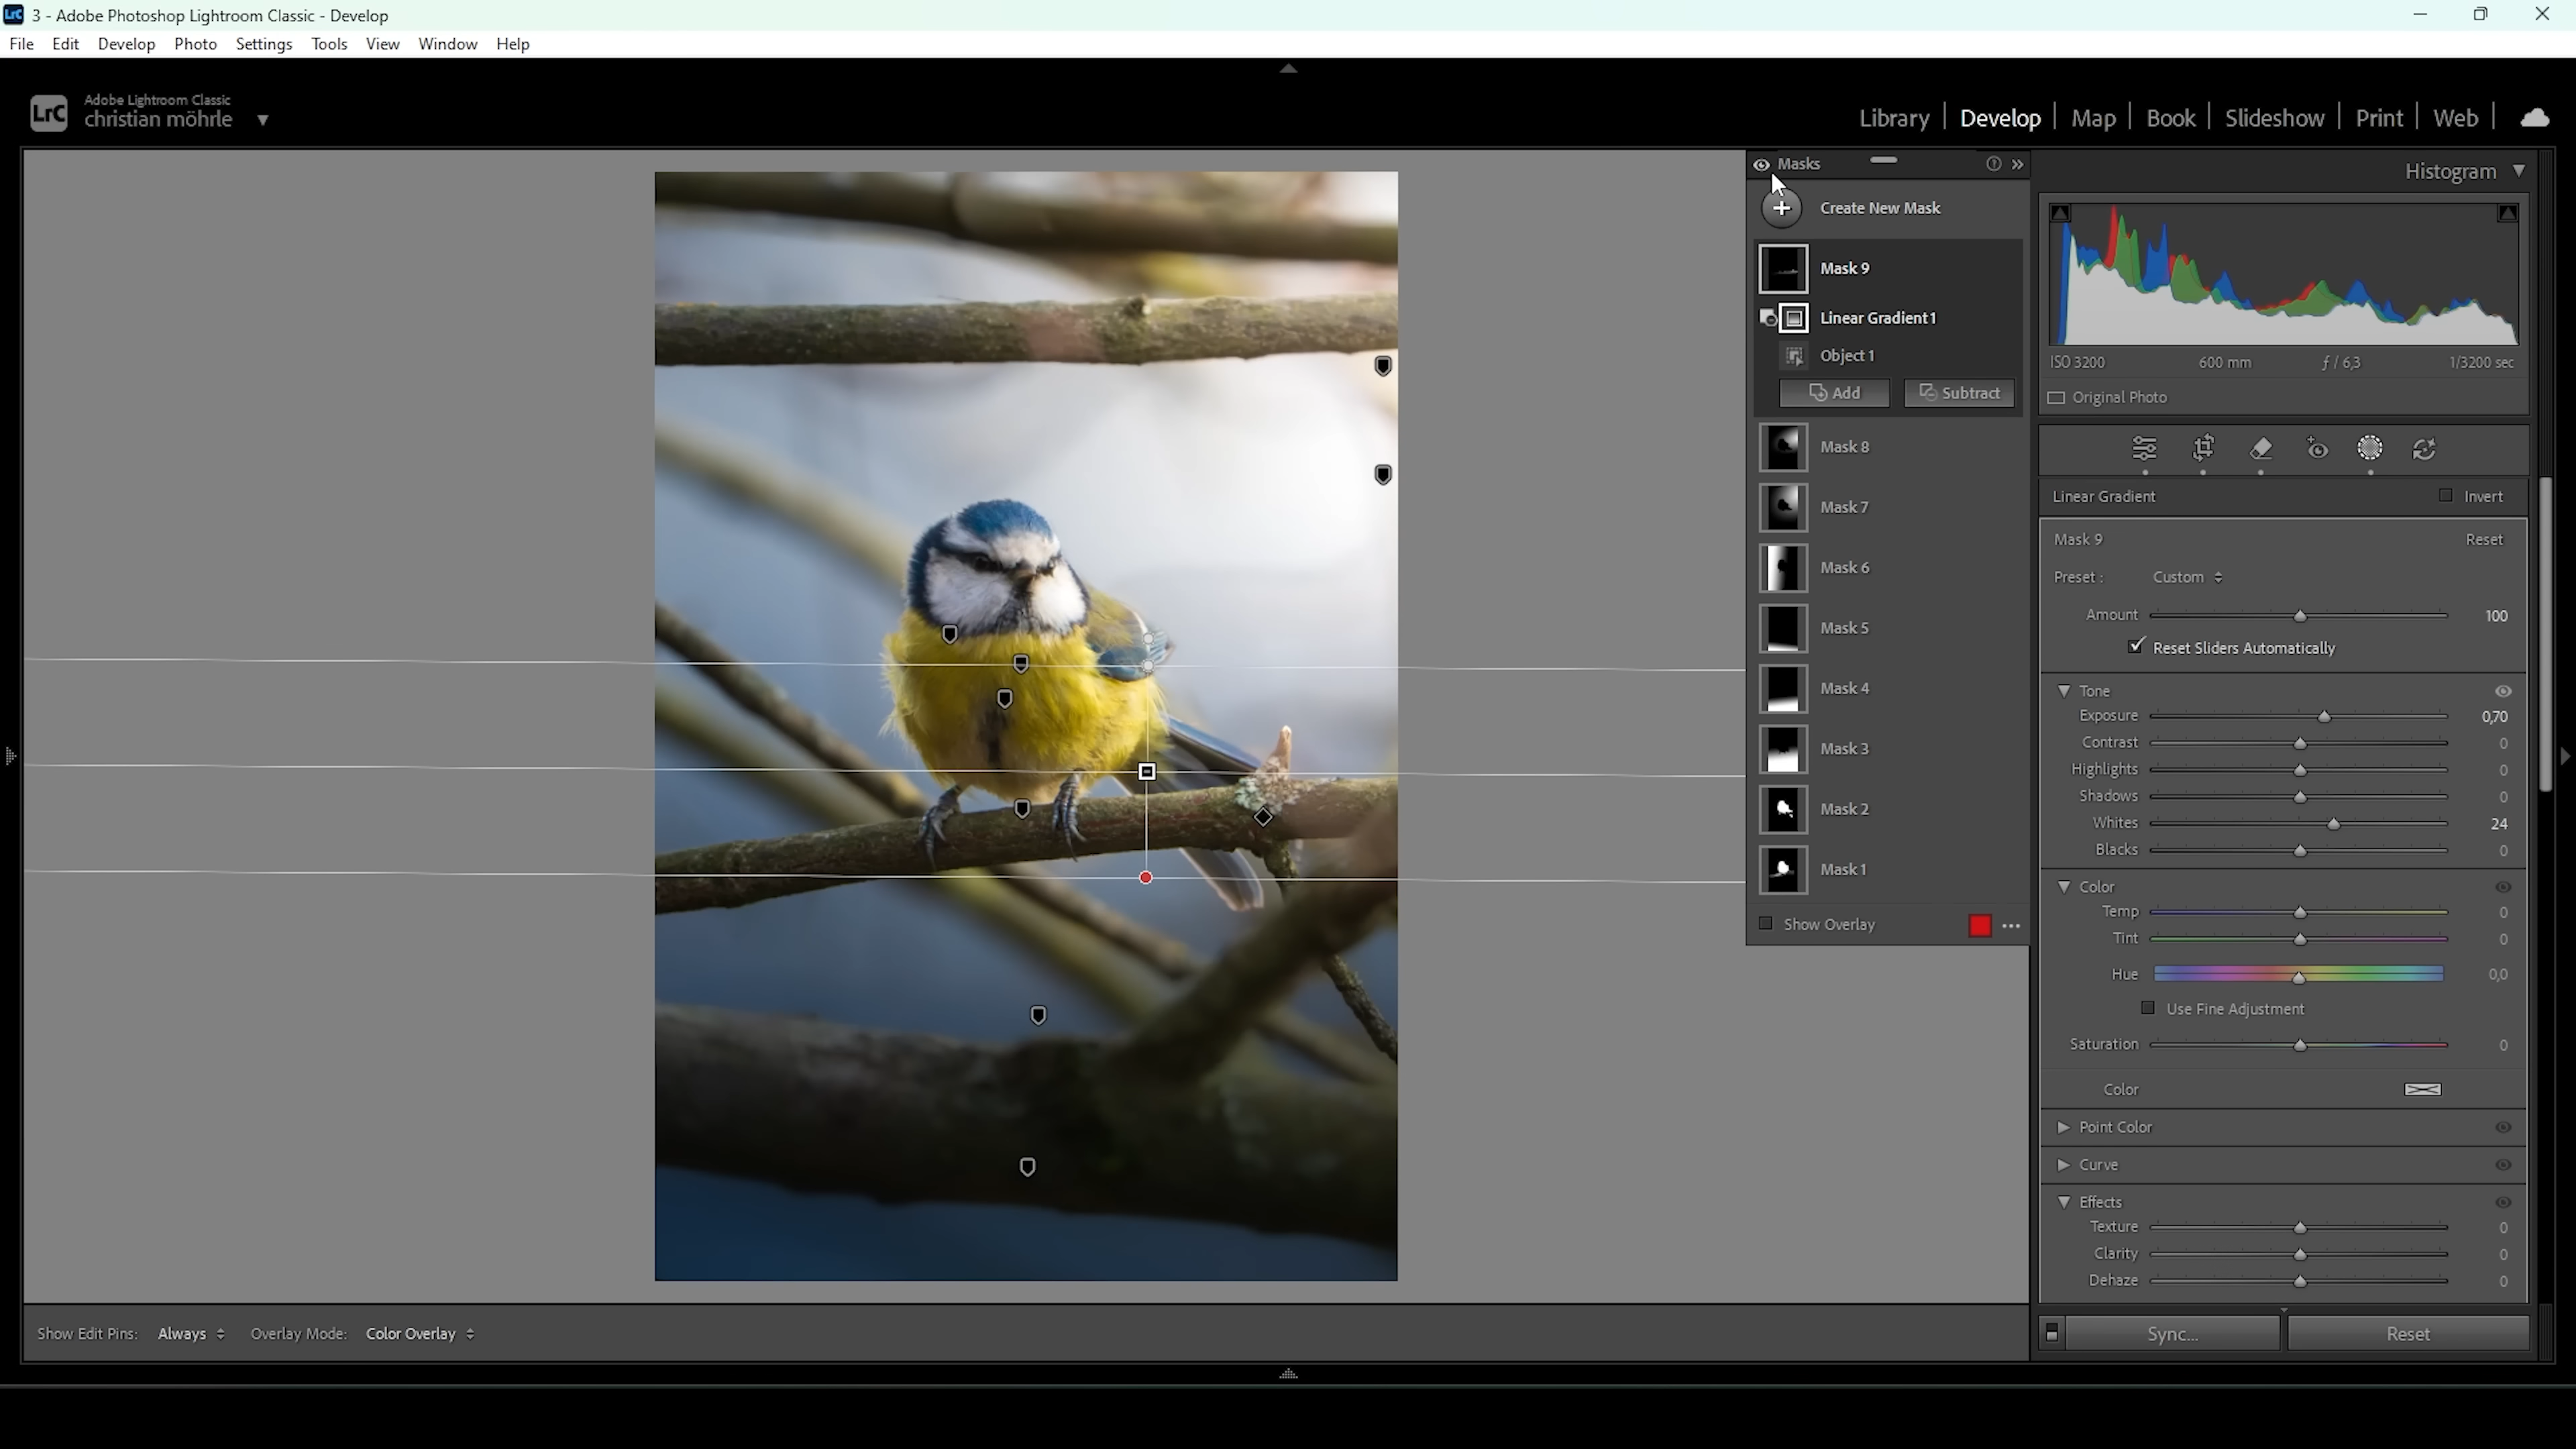 LrC 3 - Adobe Photoshop Lightroom Classic - Develop
File Edit Develop Photo Settings Tools View Window Help
LrC
Adobe Lightroom Classic
christian möhrle
Library | Develop | Map | Book | Slideshow | Print | Web |
Masks
Create New Mask
Mask 9
Linear Gradient 1
Object 1
Add Subtract
Mask 8
Mask 7
Mask 6
Mask 5
Mask 4
Mask 3
Mask 2
Mask 1
Show Overlay
Histogram
ISO 3200 600 mm ƒ / 6,3 1/3200 sec
Original Photo
Linear Gradient Invert
Mask 9 Reset
Preset : Custom
Amount 100
Reset Sliders Automatically
Tone
Exposure 0,70
Contrast 0
Highlights 0
Shadows 0
Whites 24
Blacks 0
Color
Temp 0
Tint 0
Hue 0,0
Use Fine Adjustment
Saturation 0
Color
Point Color
Curve
Effects
Texture 0
Clarity 0
Dehaze 0
Show Edit Pins: Always Overlay Mode: Color Overlay
Sync... Reset